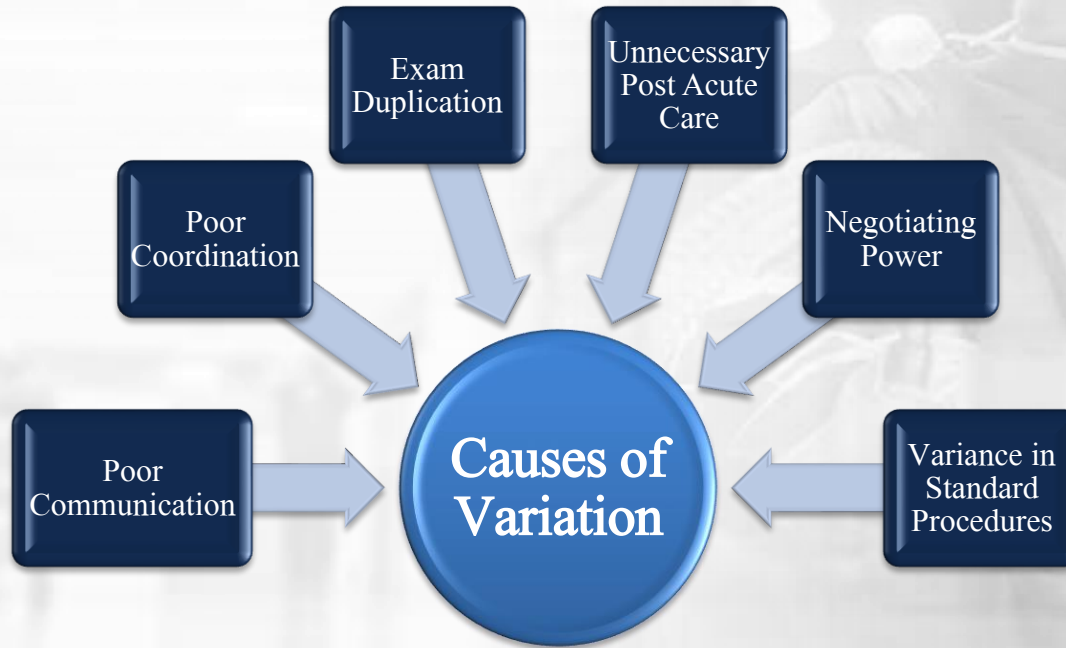 Exam
Duplication
Unnecessary
Post Acute
Care
Poor
Coordination
Negotiating
Power
Poor
Communication
Causes of
Variation
Variance in
Standard
Procedures